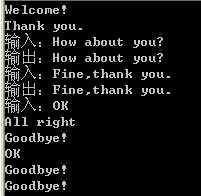 Welcome!
Thank you.
输入: How about you?
输出: How about you?
输入: Fine,thank you.
输出: Fine,thank you.
输入: OK
All right
Goodbye!
OK
Goodbye!
Goodbye!